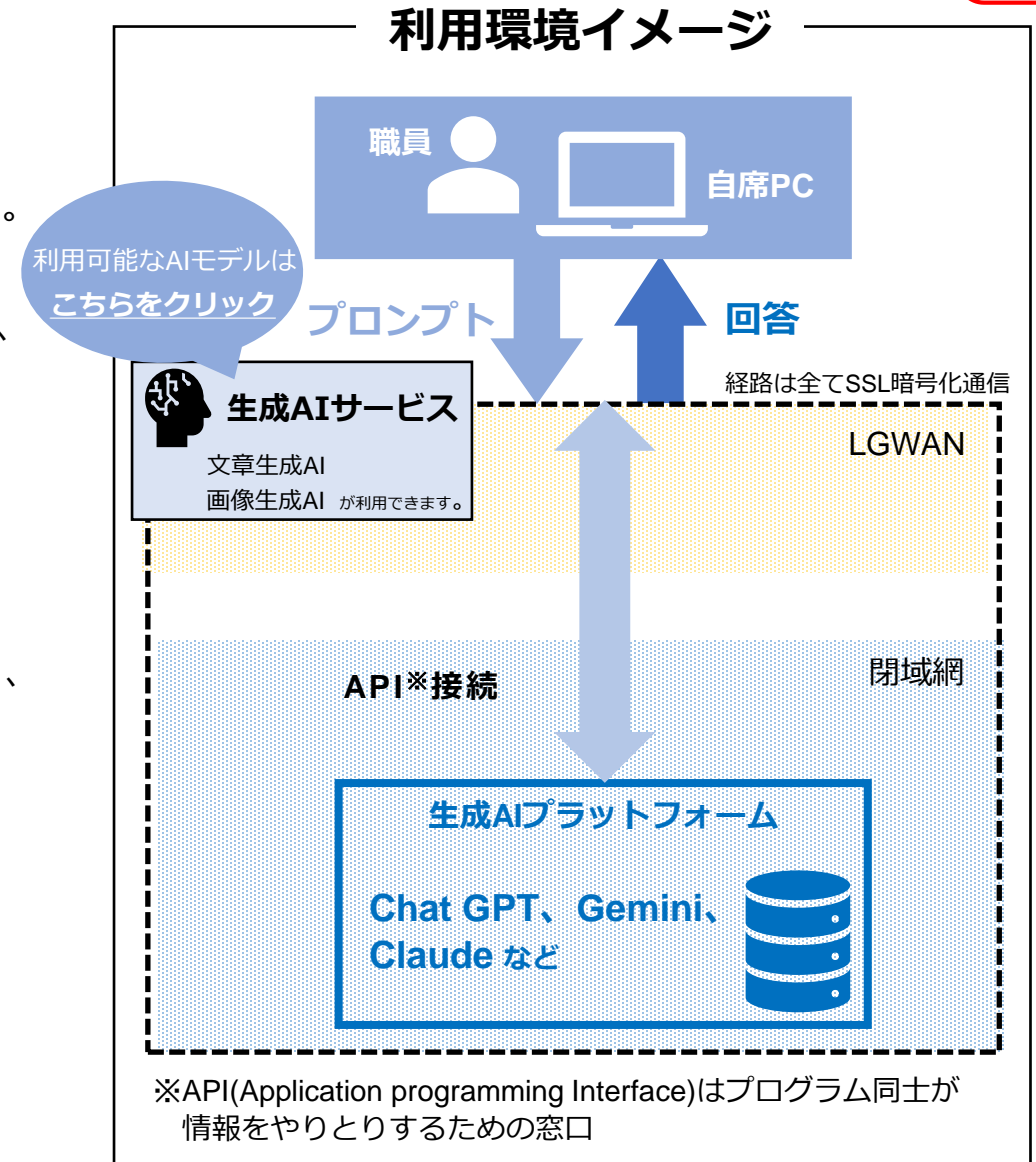 利用環境イメージ
職員
自席PC
。
利用可能なAIモデルは
こちらをクリック
、
プロンプト
回答
経路は全てSSL暗号化通信
生成AIサービス
文章生成AI
画像生成AI が利用できます。
LGWAN
、
API※接続
閉域網
生成AIプラットフォーム
Chat GPT、Gemini、
Claude など
※API(Application programming Interface)はプログラム同士が
情報をやりとりするための窓口